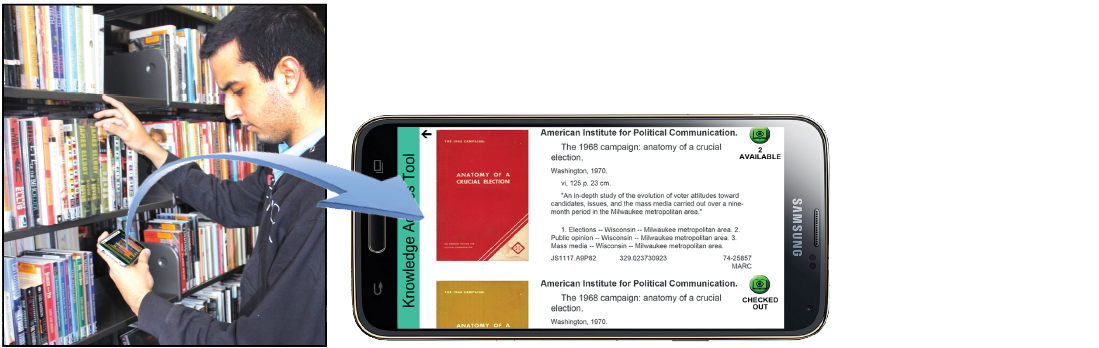 Knowledge Tool
THE 1968 CAMPAIGN
ANATOMY OF A
CRUCIAL ELECTION
American Institute for Political Communication.
The 1968 campaign: anatomy of a crucial
election.
Washington, 1970.
vi, 125 p. 23 cm.
"An in-depth study of the evolution of voter attitudes toward
candidates, issues, and the mass media carried out over a nine-
month period in the Milwaukee metropolitan area."
1. Elections -- Wisconsin -- Milwaukee metropolitan area. 2.
Public opinion -- Wisconsin -- Milwaukee metropolitan area. 3.
Mass media -- Wisconsin -- Milwaukee metropolitan area.
JS1117.A9P82 329.023730923 74-25857
MARC
2
AVAILABLE
THE 1968 CAMPAIGN
ANATOMY OF A
American Institute for Political Communication.
The 1968 campaign: anatomy of a crucial
election.
Washington, 1970.
CHECKED
OUT
SAMSUNG